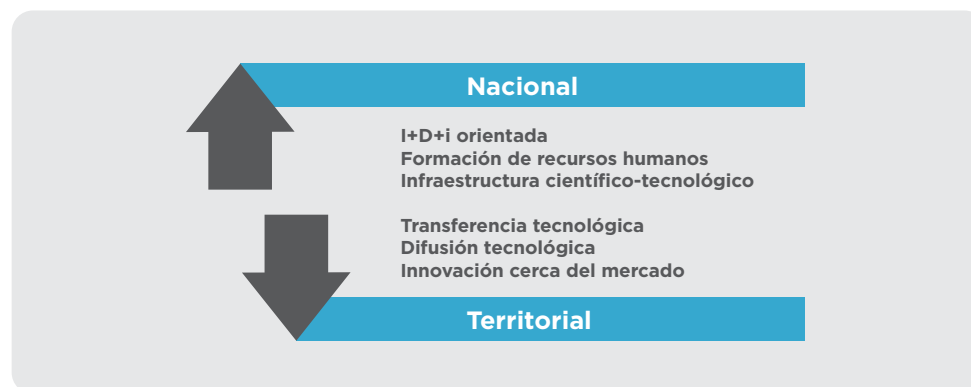 Nacional
I+D+i orientada
Formación de recursos humanos
Infraestructura científico-tecnológico
Transferencia tecnológica
Difusión tecnológica
Innovación cerca del mercado
Territorial